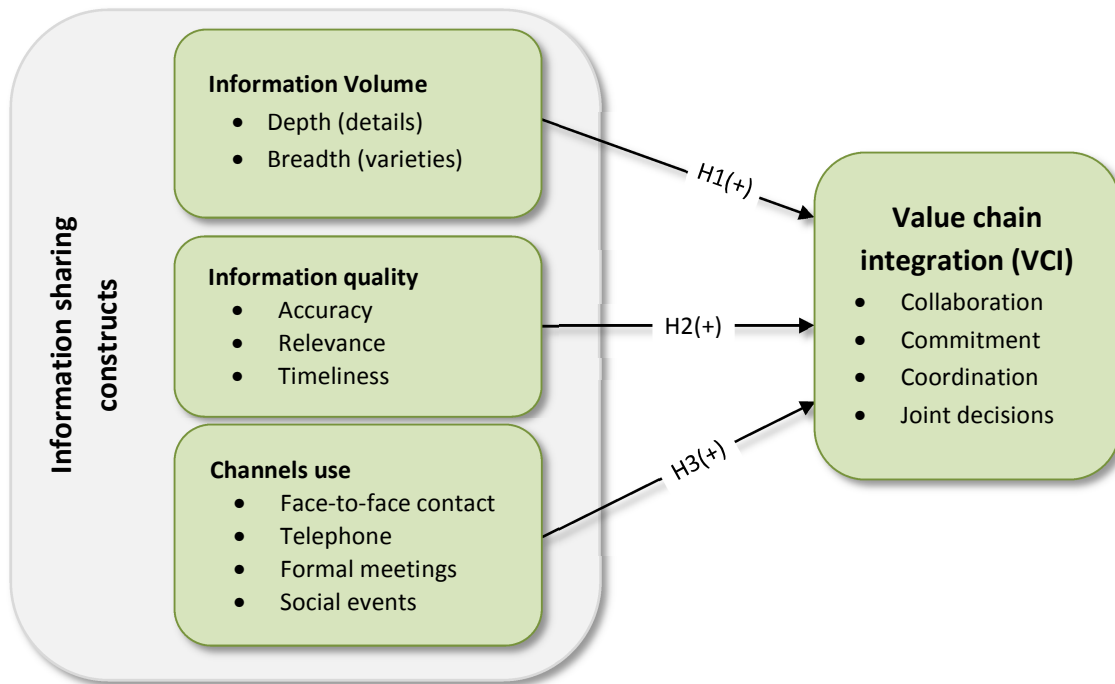 Information sharing
constructs
Information Volume
• Depth (details)
• Breadth (varieties)
Information quality
• Accuracy
• Relevance
• Timeliness
Channels use
• Face-to-face contact
• Telephone
• Formal meetings
• Social events
H1(+)
H2(+)
H3(+)
Value chain
integration (VCI)
• Collaboration
• Commitment
• Coordination
• Joint decisions